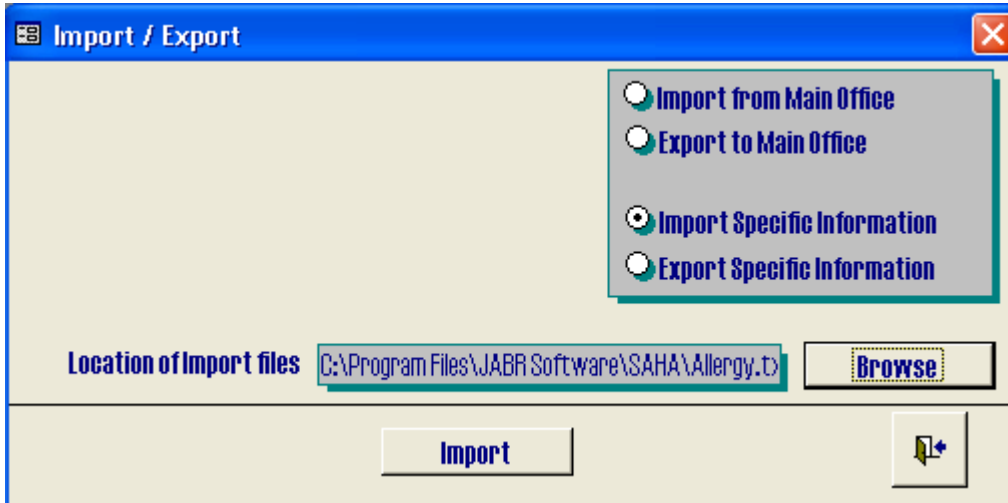 Import / Export
Import from Main Office
Export to Main Office
Import Specific Information
Export Specific Information
Location of Import files C:\Program Files\JABR Software\SAHA\Allergy.t Browse
Import